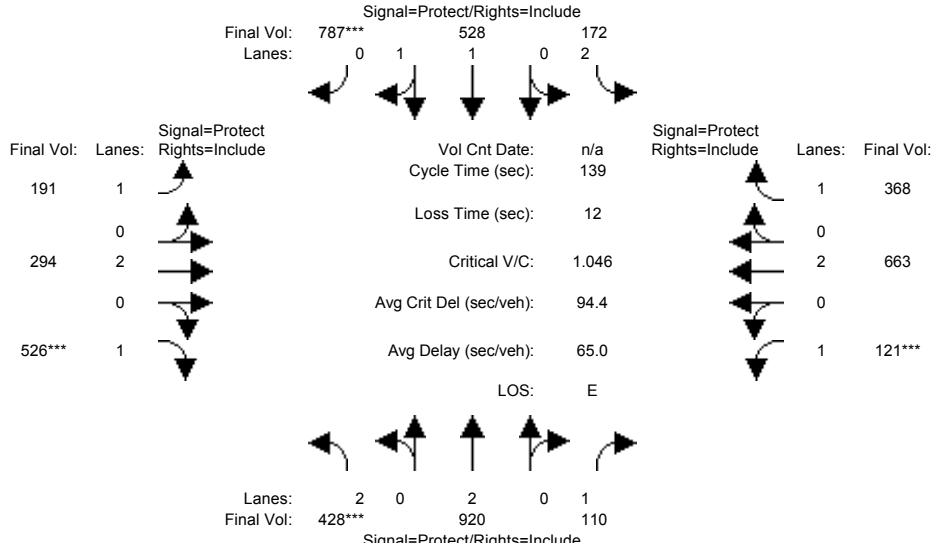 Signal=Protect/Rights=Include
Final Vol: 787*** 528 172
Lanes: 0 1 1 0 2
Signal=Protect Signal=Protect
Final Vol: Lanes: Rights=Include Vol Cnt Date: n/a Rights=Include Lanes: Final Vol:
Cycle Time (sec): 139
191 1 1 368
Loss Time (sec): 12
0 0
294 2 Critical V/C: 1.046 2 663
0 Avg Crit Del (sec/veh): 94.4 0
526*** 1 Avg Delay (sec/veh): 65.0 1 121***
LOS: E
Lanes: 2 0 2 0 1
Final Vol: 428*** 920 110
Signal=Protect/Rights=Include